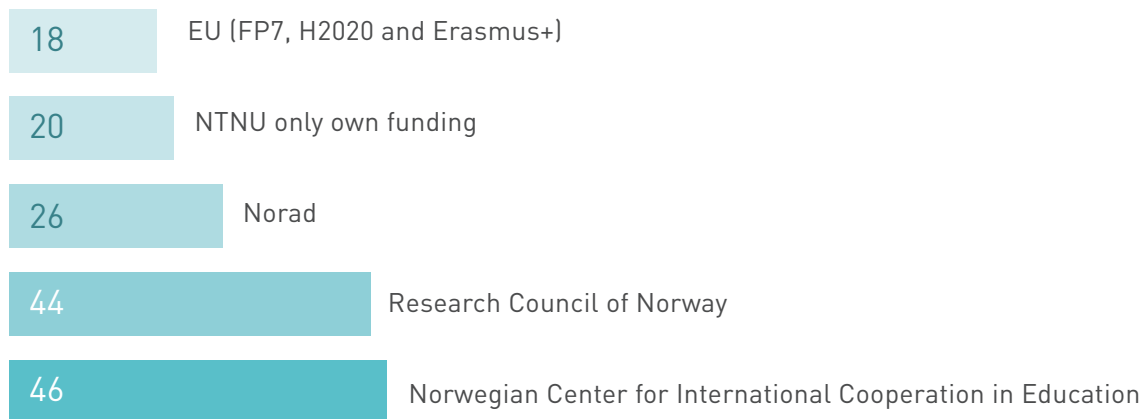 18 EU (FP7, H2020 and Erasmus+)
20 NTNU only own funding
26 Norad
44 Research Council of Norway
46 Norwegian Center for International Cooperation in Education